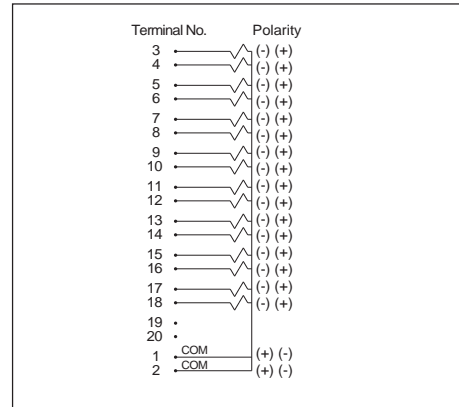 Terminal No. Polarity
3 (-) (+)
4 (-) (+)
5 (-) (+)
6 (-) (+)
7 (-) (+)
8 (-) (+)
9 (-) (+)
10 (-) (+)
11 (-) (+)
12 (-) (+)
13 (-) (+)
14 (-) (+)
15 (-) (+)
16 (-) (+)
17 (-) (+)
18 (-) (+)
19
20
1 COM (+) (-)
2 COM (+) (-)